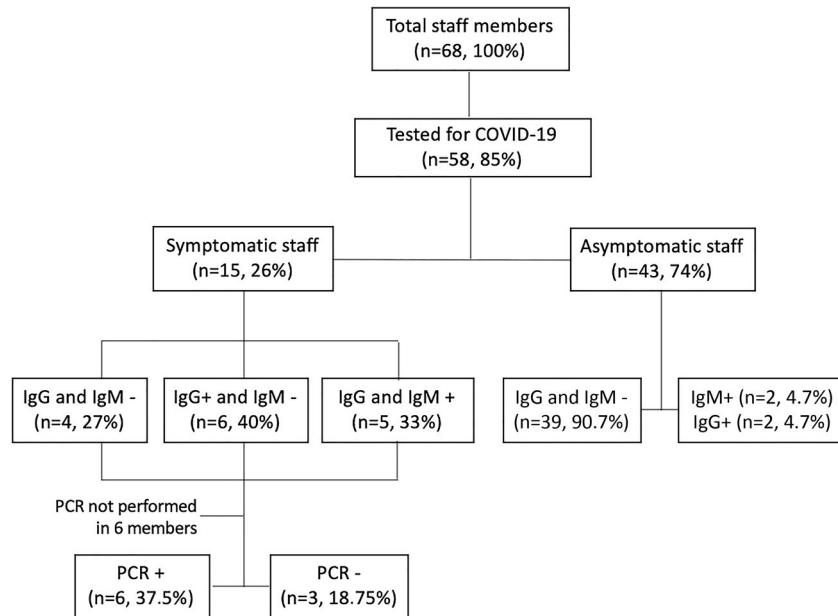 Total staff members
(n=68, 100%)
Tested for COVID-19
(n=58, 85%)
Symptomatic staff
(n=15, 26%)
Asymptomatic staff
(n=43, 74%)
IgG and IgM -
(n=4, 27%)
IgG+ and IgM -
(n=6, 40%)
IgG and IgM +
(n=5, 33%)
IgG and IgM -
(n=39, 90.7%)
IgM+ (n=2, 4.7%)
IgG+ (n=2, 4.7%)
PCR not performed
in 6 members
PCR +
(n=6, 37.5%)
PCR -
(n=3, 18.75%)